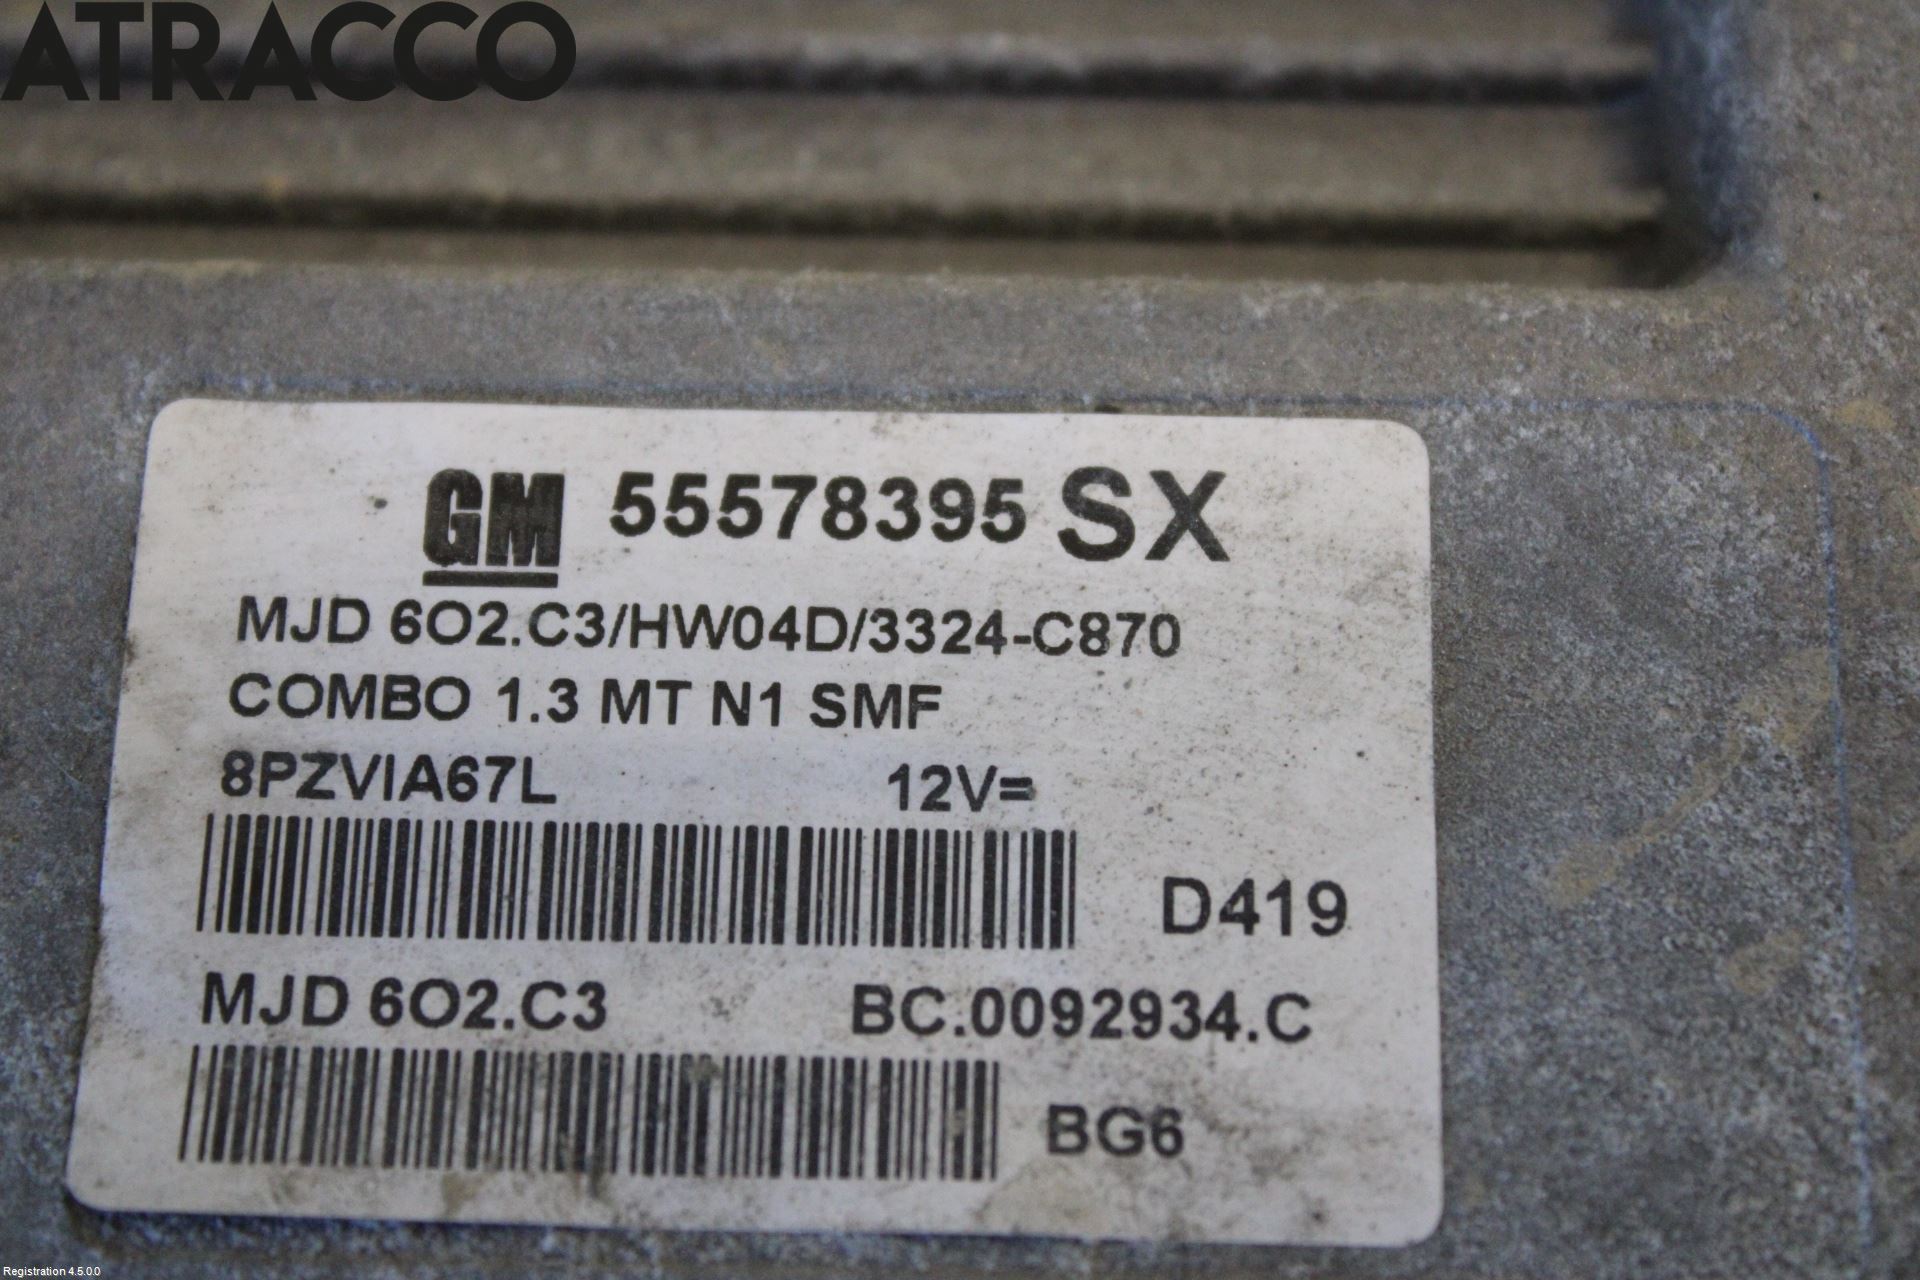 ATRACCO
GM 55578395 SX
MJD 6O2.C3/HW04D/3324-C870
COMBO 1.3 MT N1 SMF
8PZVIA67L 12V=
D419
MJD 6O2.C3 BC.0092934.C
BG6
Registration 4.5.0.0